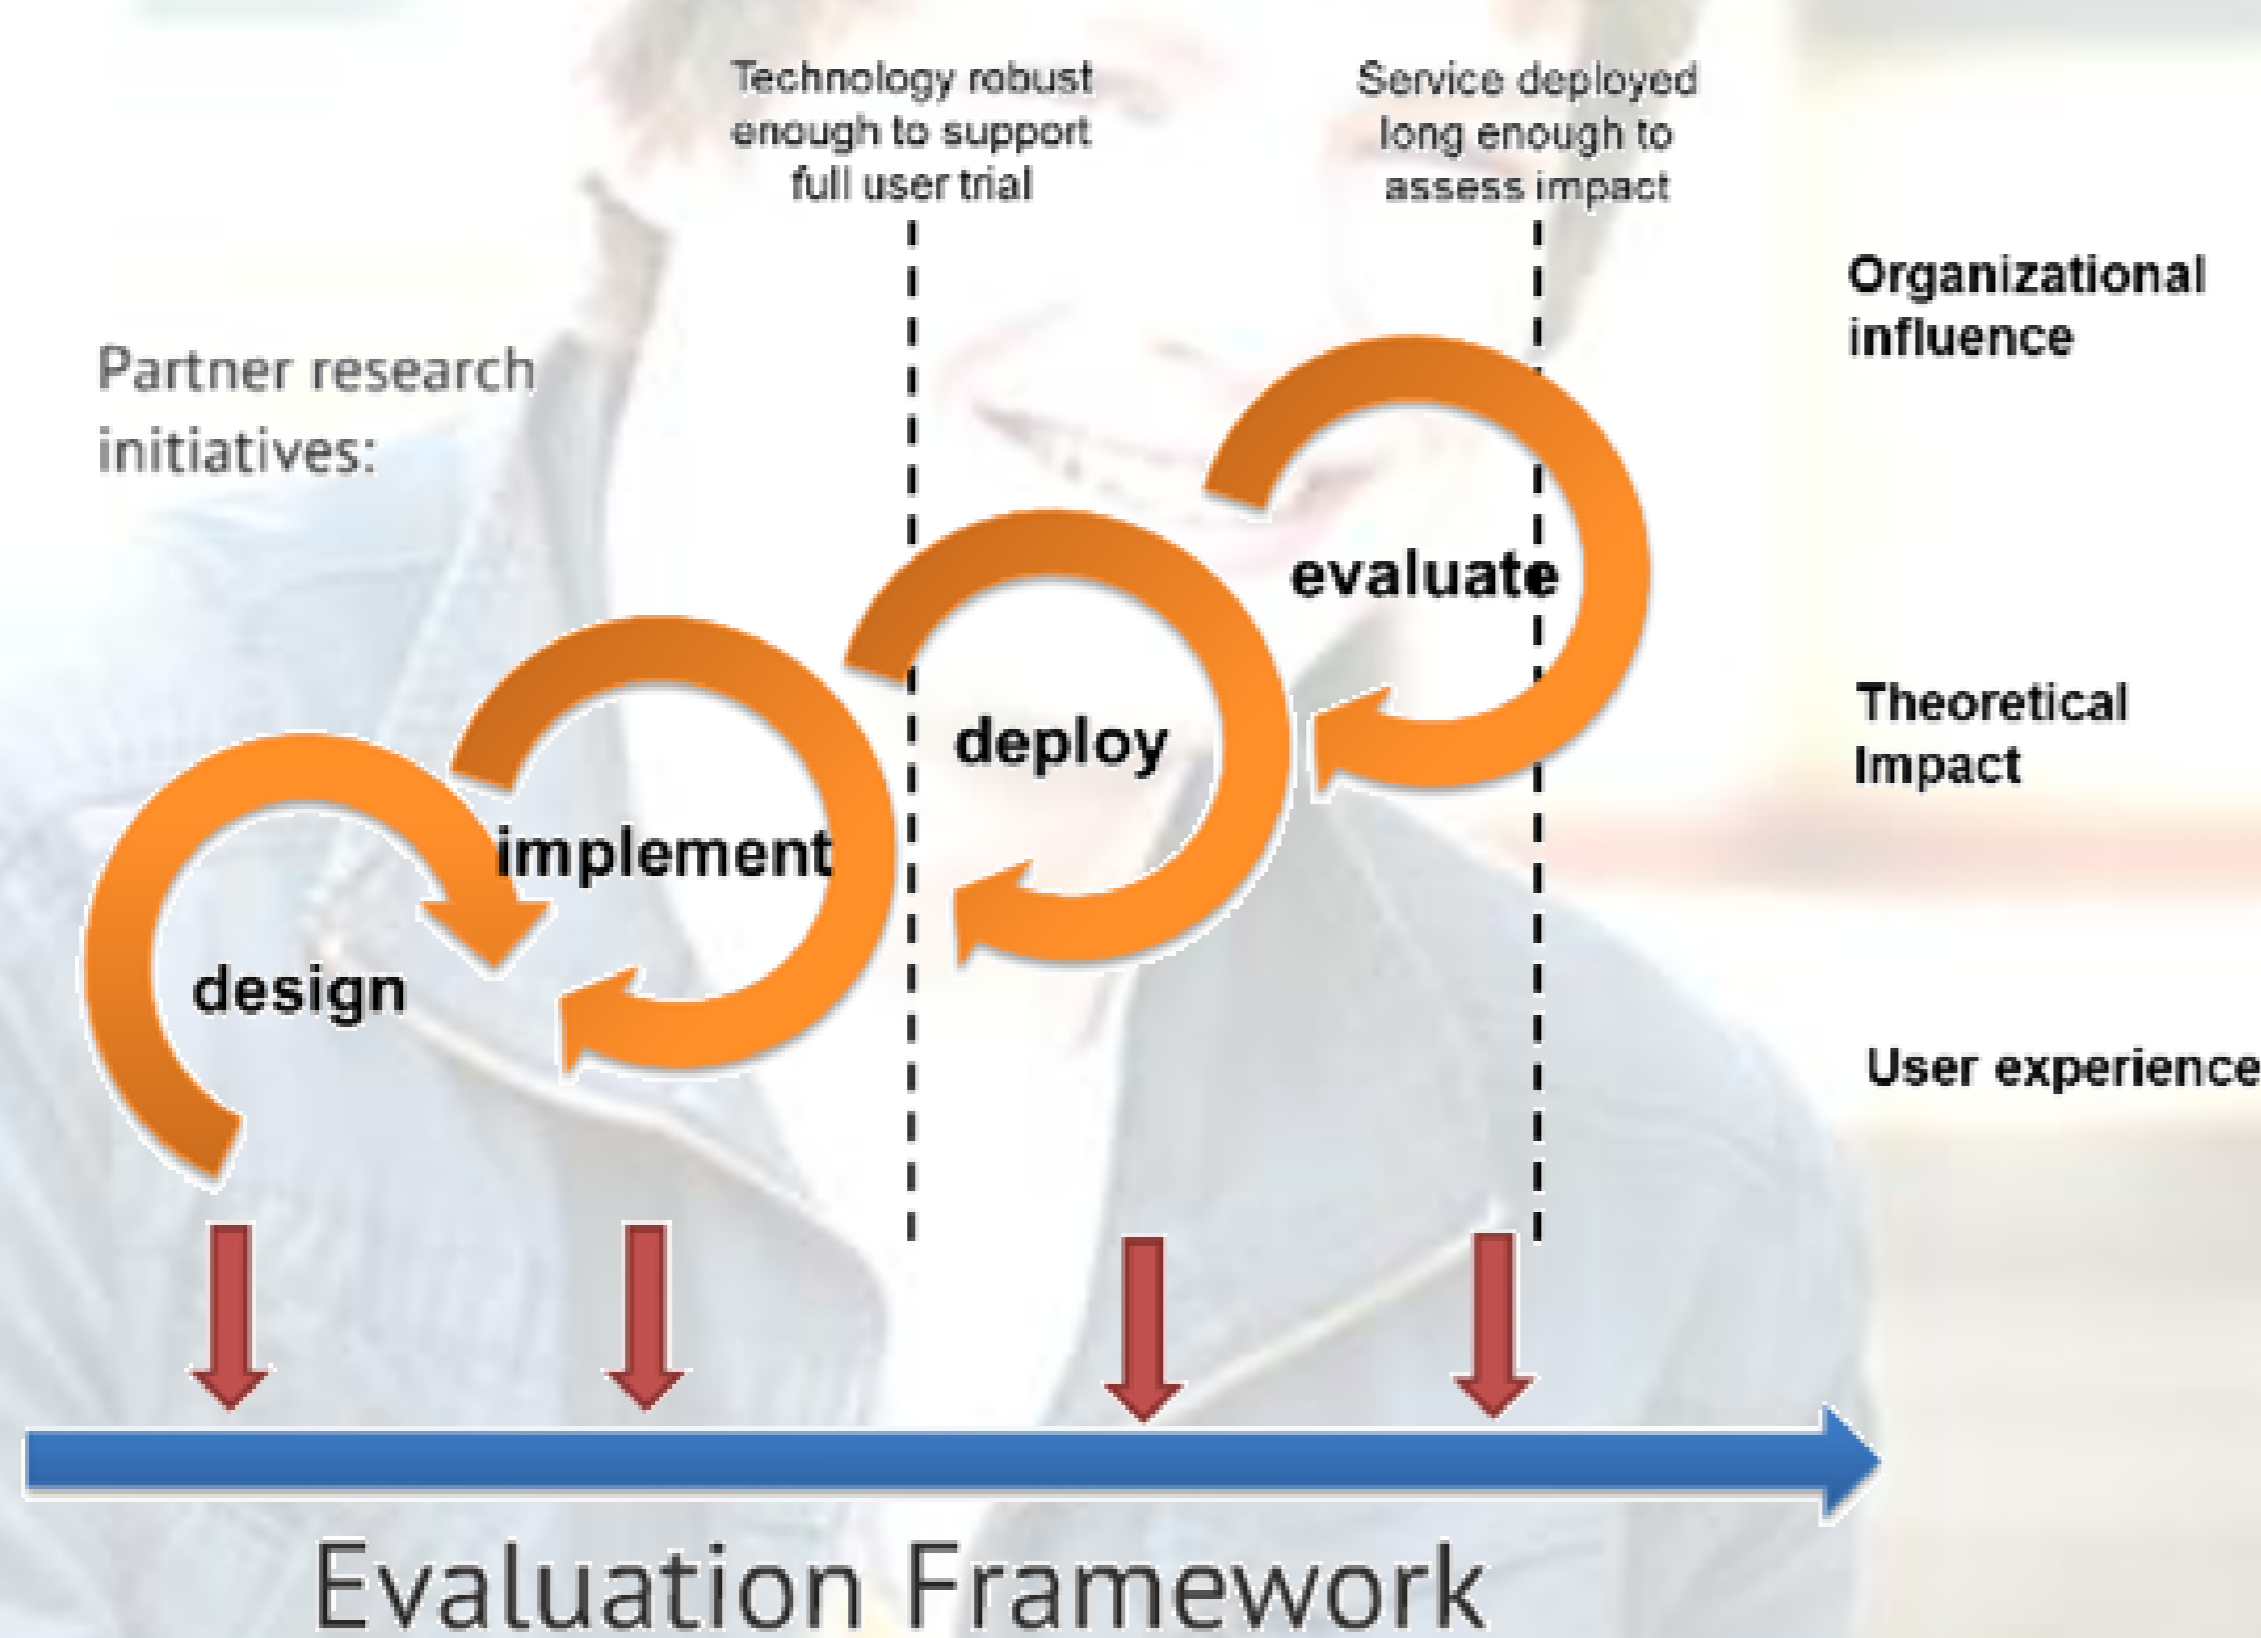 Technology robust
enough to support
full user trial
Service deployed
long enough to
assess impact
Organizational
influence
Partner research
initiatives:
evaluate
Theoretical
Impact
deploy
implement
design
User experience
Evaluation Framework